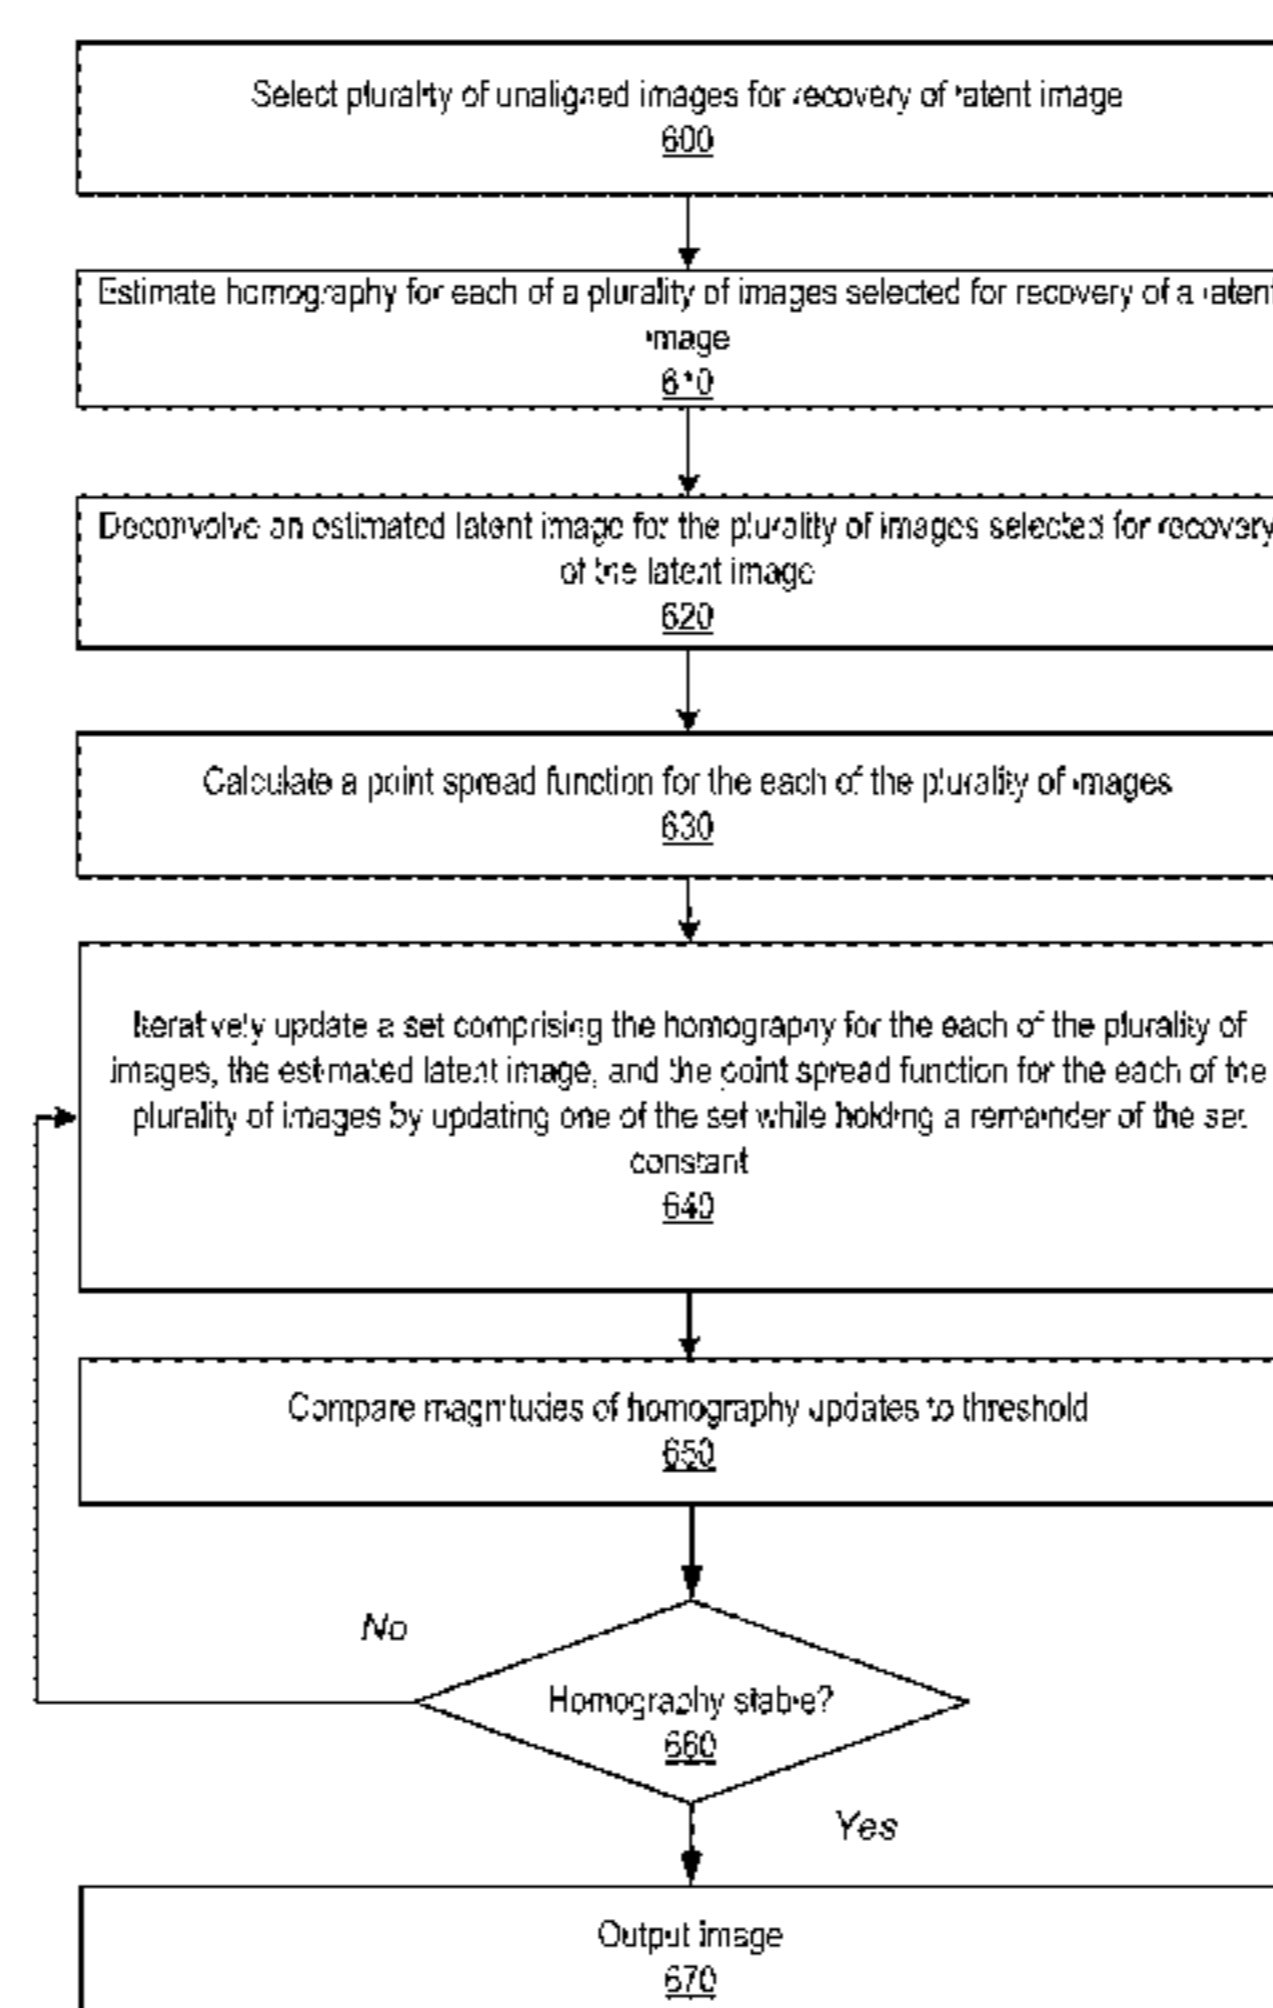 Select plurality of unaligned images for recovery of latent image
600
Estimate homography for each of a plurality of images selected for recovery of a latent
image
610
Deconvolve an estimated latent image for the plurality of images selected for recovery
of the latent image
620
Calculate a point spread function for the each of the plurality of images
630
Iteratively update a set comprising the homography for the each of the plurality of
images, the estimated latent image, and the point spread function for the each of the
plurality of images by updating one of the set while holding a remainder of the set
constant
640
Compare magnitudes of homography updates to threshold
650
No
Homography stable?
660
Yes
Output image
670